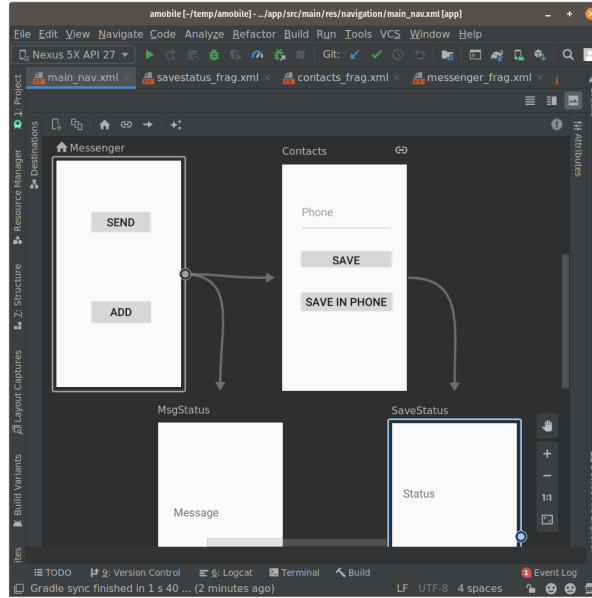 amobile [~/temp/amobile] - .../app/src/main/res/navigation/main_nav.xml [app]
File Edit View Navigate Code Analyze Refactor Build Run Tools VCS Window Help
Nexus 5X API 27 Git:
main_nav.xml savestatus_frag.xml contacts_frag.xml messenger_frag.xml
1: Project
Resource Manager
7: Structure
Layout Captures
Build Variants
Destinations
Attributes
Messenger
SEND
ADD
Contacts
Phone
SAVE
SAVE IN PHONE
MsgStatus
Message
SaveStatus
Status
1:1
TODO 9: Version Control 6: Logcat Terminal Build 1 Event Log
Gradle sync finished in 1 s 40 ... (2 minutes ago) LF UTF-8 4 spaces